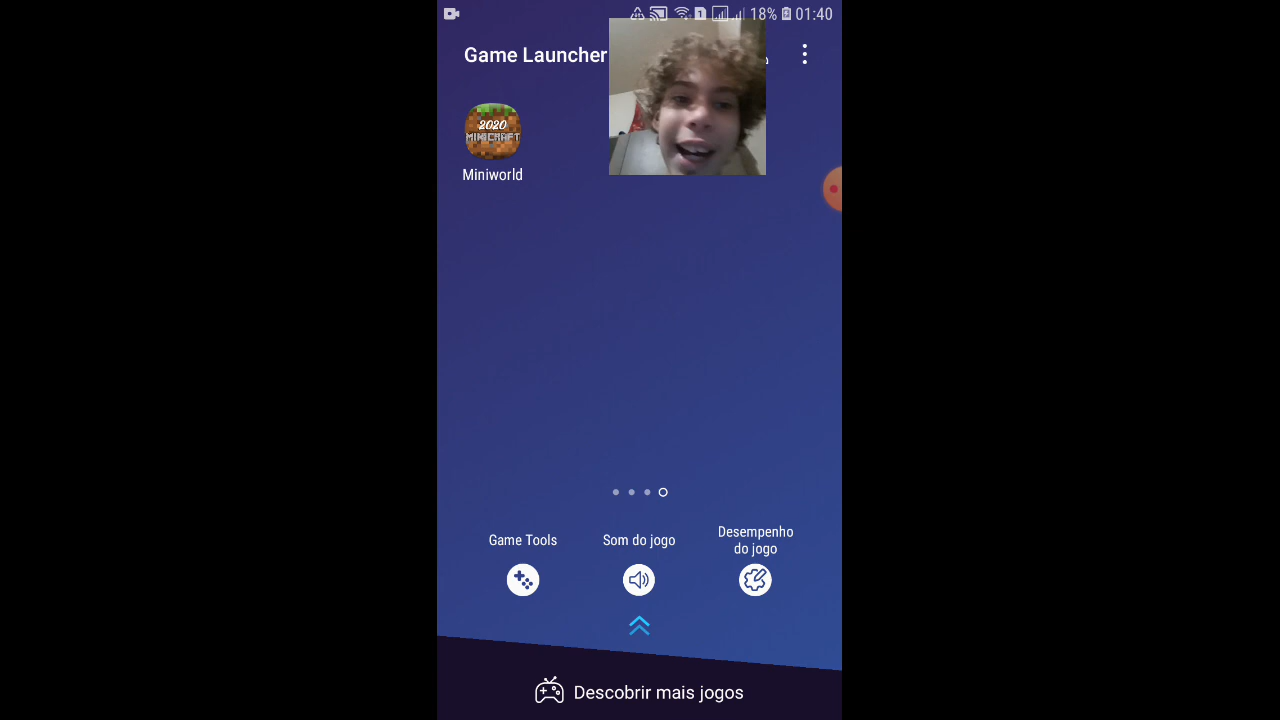 1 18% 01:40
Game Launcher
2020
MINICRAFT
Miniworld
Game Tools
Som do jogo
Desempenho
do jogo
Descobrir mais jogos